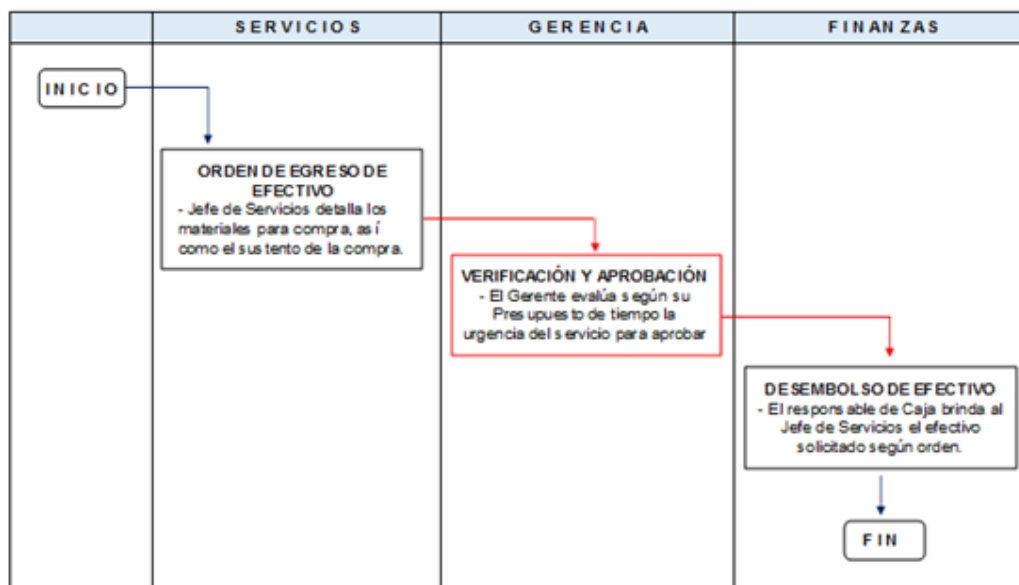 SERVICIOS
GERENCIA
FINANZAS
INICIO
ORDEN DE EGRESO DE
EFECTIVO
- Jefe de Servicios detalla los
materiales para compra, así
como el sustento de la compra.
VERIFICACIÓN Y APROBACIÓN
- El Gerente evalúa según su
Presupuesto de tiempo la
urgencia del servicio para aprobar
DESEMBOLSO DE EFECTIVO
- El responsable de Caja brinda al
Jefe de Servicios el efectivo
solicitado según orden.
FIN